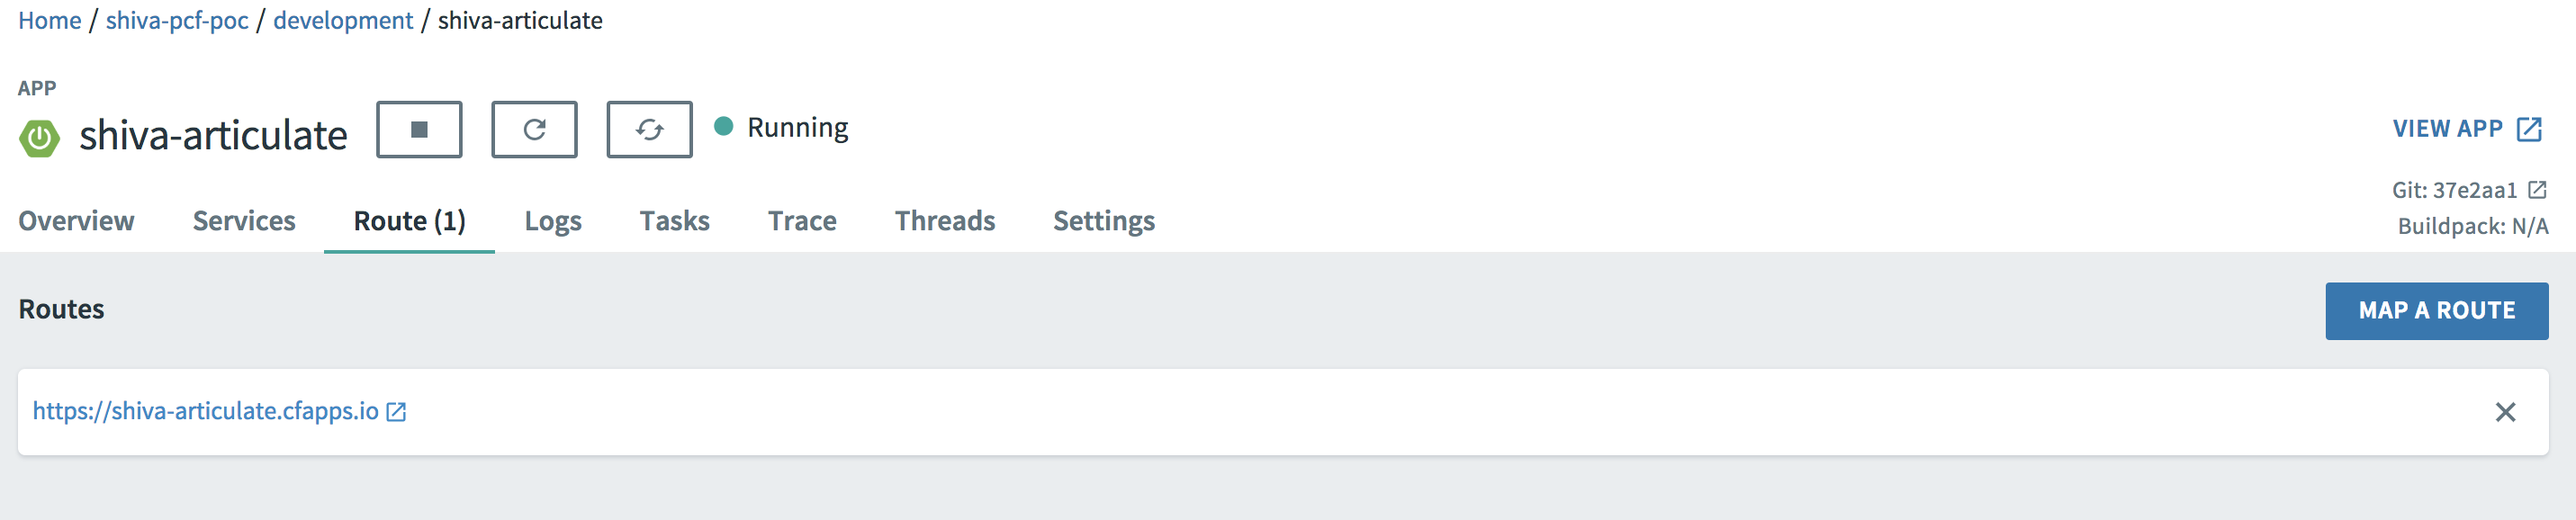 Home / shiva-pcf-poc / development / shiva-articulate
APP
shiva-articulate Running
VIEW APP
Git: 37e2aa1
Buildpack: N/A
Overview Services Route (1) Logs Tasks Trace Threads Settings
Routes
MAP A ROUTE
https://shiva-articulate.cfapps.io